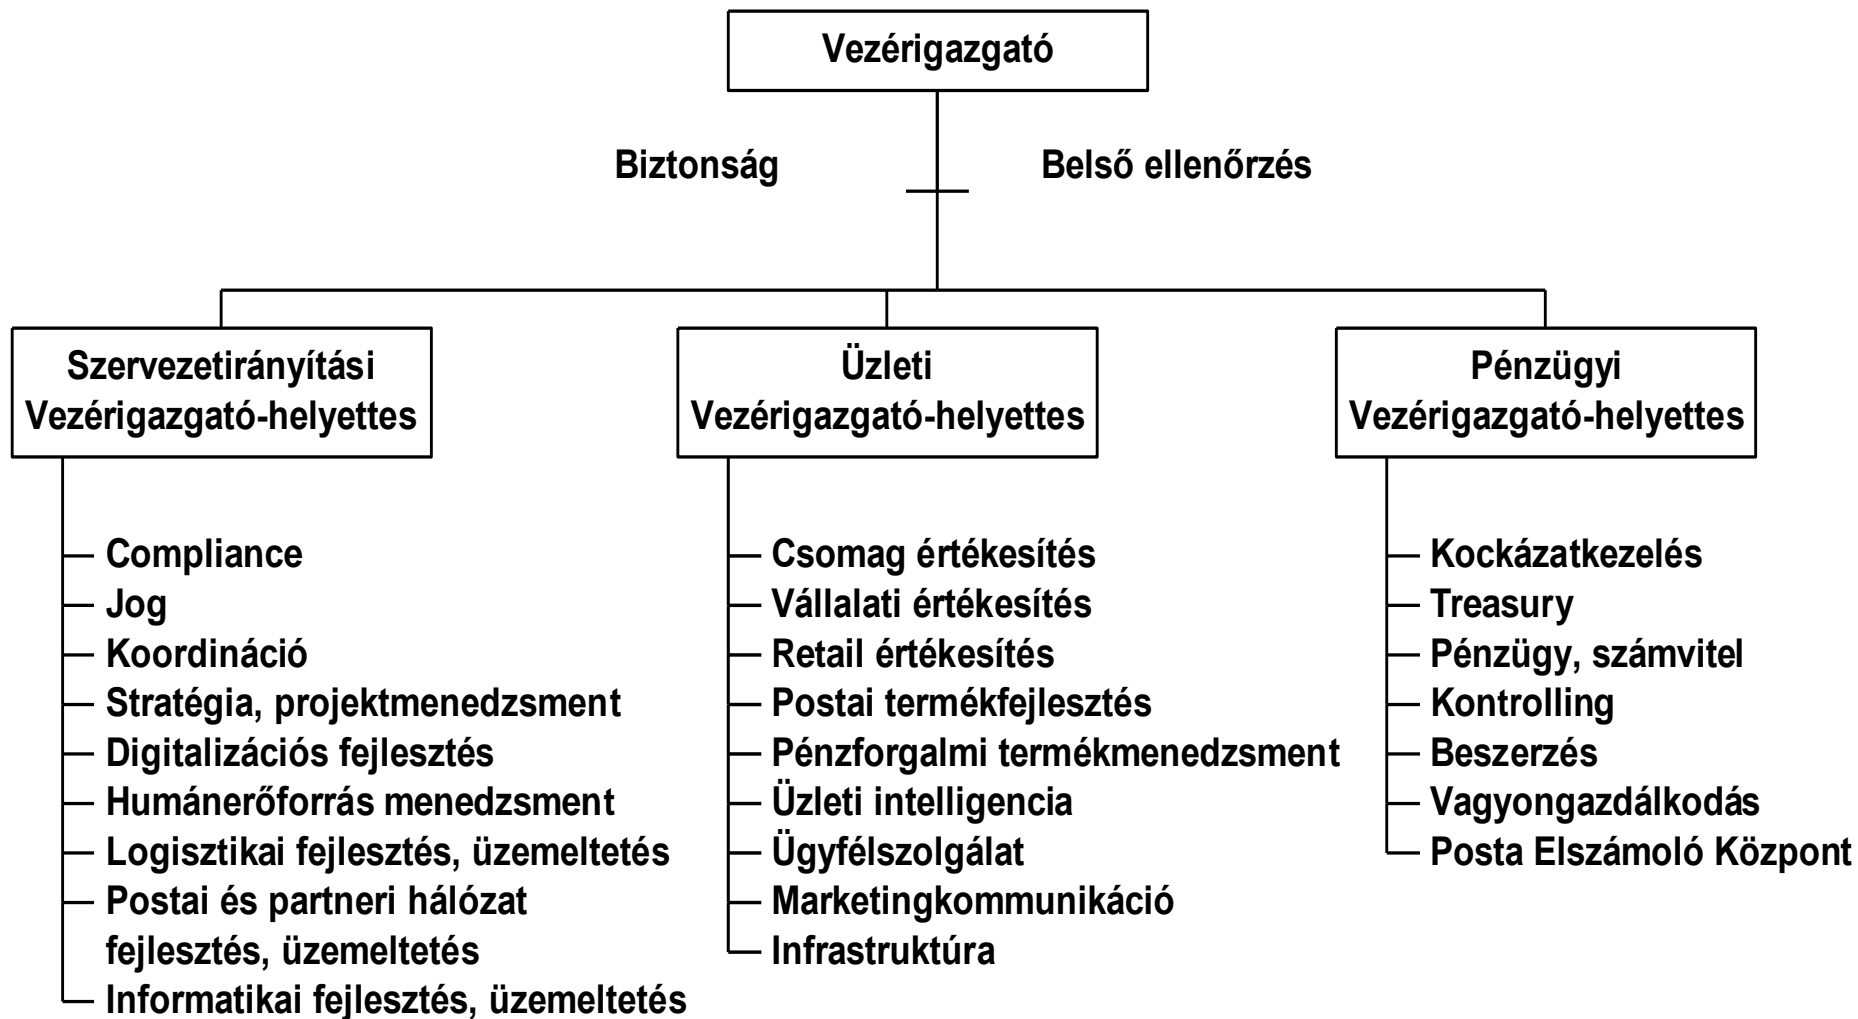 Vezérigazgató
Biztonság
Belső ellenőrzés
Szervezetirányítási
Vezérigazgató-helyettes
Compliance
Jog
Koordináció
Stratégia, projektmenedzsment
Digitalizációs fejlesztés
Humánerőforrás menedzsment
Logisztikai fejlesztés, üzemeltetés
Postai és partneri hálózat
fejlesztés, üzemeltetés
Informatikai fejlesztés, üzemeltetés
Üzleti
Vezérigazgató-helyettes
Csomag értékesítés
Vállalati értékesítés
Retail értékesítés
Postai termékfejlesztés
Pénzforgalmi termékmenedzsment
Üzleti intelligencia
Ügyfélszolgálat
Marketingkommunikáció
Infrastruktúra
Pénzügyi
Vezérigazgató-helyettes
Kockázatkezelés
Treasury
Pénzügy, számvitel
Kontrolling
Beszerzés
Vagyongazdálkodás
Posta Elszámoló Központ